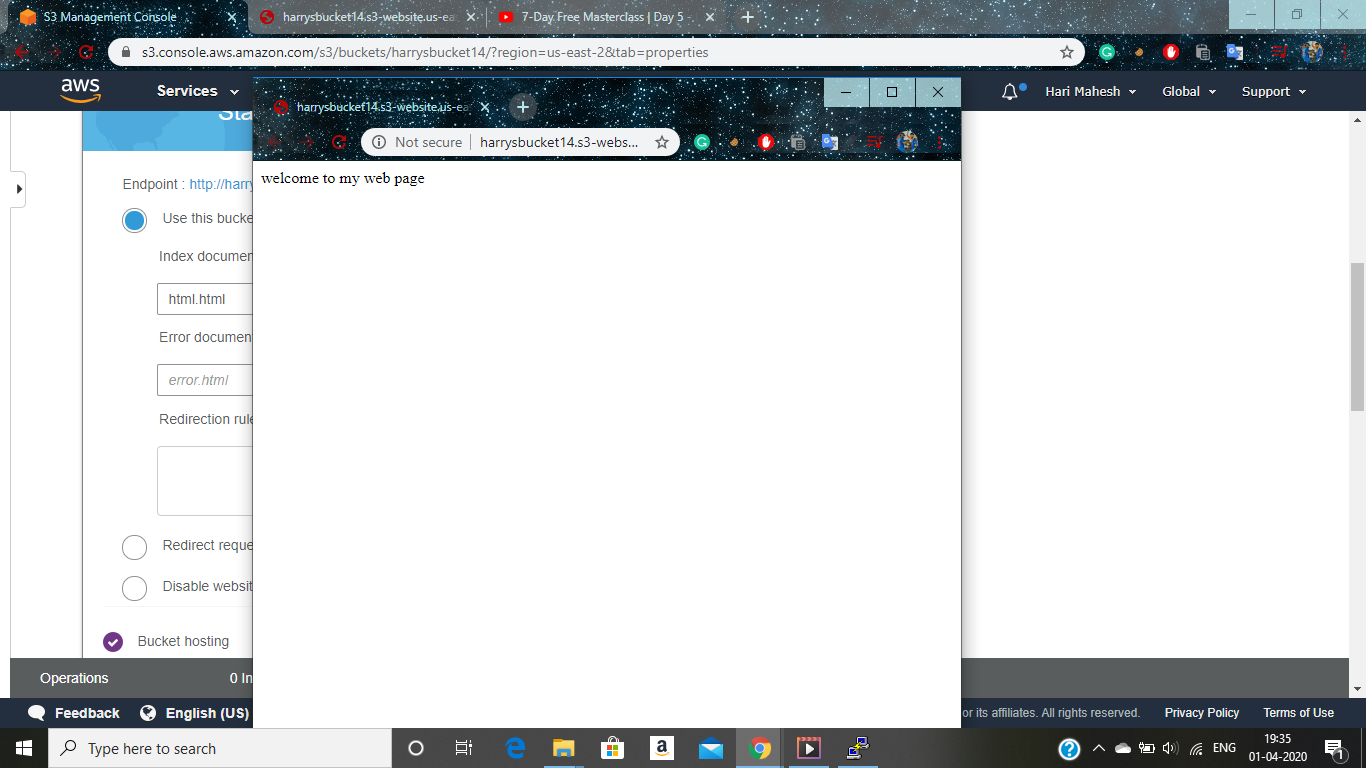 S3 Management Console
harrysbucket14.s3-website.us-ea
7-Day Free Masterclass | Day 5 -
s3.console.aws.amazon.com/s3/buckets/harrysbucket14/?region=us-east-2&tab=properties
aws
Services
Hari Mahesh
Global
Support
harrysbucket14.s3-website.us-ea
Not secure
harrysbucket14.s3-webs...
welcome to my web page
Endpoint : http://harry
Use this bucke
Index documen
html.html
Error documen
error.html
Redirection rule
Redirect reque
Disable websit
Bucket hosting
Operations
0 In
Feedback
English (US)
or its affiliates. All rights reserved.
Privacy Policy
Terms of Use
Type here to search
ENG
19:35
01-04-2020
1